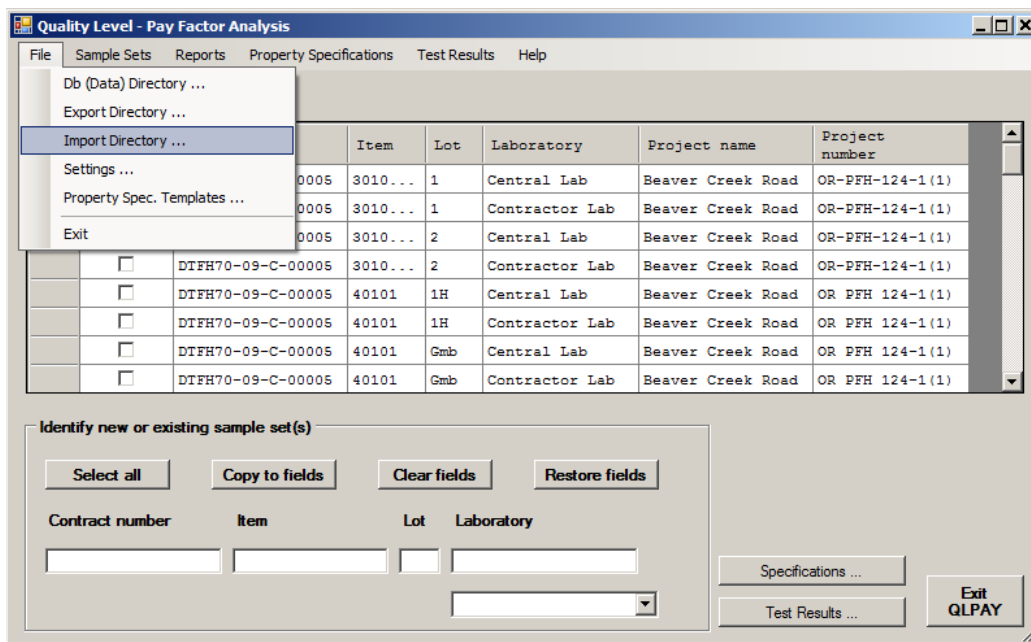 Quality Level - Pay Factor Analysis
File Sample Sets Reports Property Specifications Test Results Help
Db (Data) Directory ...
Export Directory ...
Import Directory ...
Settings ...
Property Spec. Templates ...
Exit
Item Lot Laboratory Project name Project number
0005 3010... 1 Central Lab Beaver Creek Road OR-PFH-124-1(1)
0005 3010... 1 Contractor Lab Beaver Creek Road OR-PFH-124-1(1)
0005 3010... 2 Central Lab Beaver Creek Road OR-PFH-124-1(1)
DTFH70-09-C-00005 3010... 2 Contractor Lab Beaver Creek Road OR-PFH-124-1(1)
DTFH70-09-C-00005 40101 1H Central Lab Beaver Creek Road OR PFH 124-1(1)
DTFH70-09-C-00005 40101 1H Contractor Lab Beaver Creek Road OR PFH 124-1(1)
DTFH70-09-C-00005 40101 Gmb Central Lab Beaver Creek Road OR PFH 124-1(1)
DTFH70-09-C-00005 40101 Gmb Contractor Lab Beaver Creek Road OR PFH 124-1(1)
Identify new or existing sample set(s)
Select all Copy to fields Clear fields Restore fields
Contract number Item Lot Laboratory
Specifications ...
Test Results ...
Exit
QLPAY